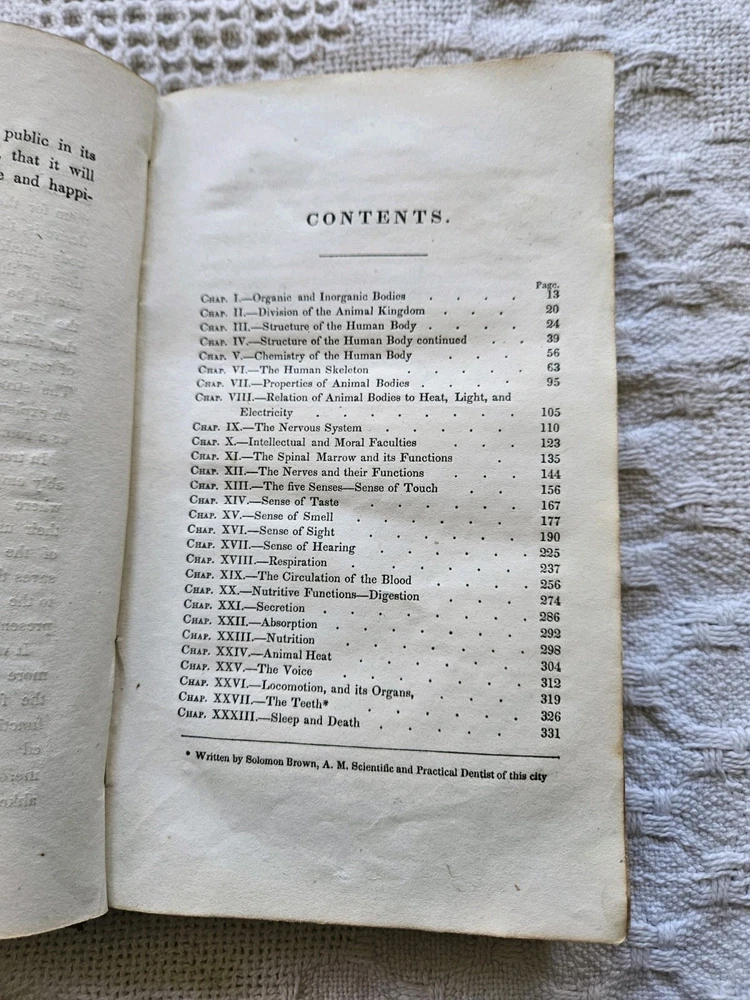 public in its
that it will
and happi-
CONTENTS.
Page.
Chap. I.—Organic and Inorganic Bodies . . . . 13
Chap. II.—Division of the Animal Kingdom . . . . 20
Chap. III.—Structure of the Human Body . . . . 24
Chap. IV.—Structure of the Human Body continued . . 39
Chap. V.—Chemistry of the Human Body . . . . 56
Chap. VI.—The Human Skeleton . . . . . 63
Chap. VII.—Properties of Animal Bodies . . . . 95
Chap. VIII.—Relation of Animal Bodies to Heat, Light, and
Electricity . . . . . . . 105
Chap. IX.—The Nervous System . . . . . 110
Chap. X.—Intellectual and Moral Faculties . . . 123
Chap. XI.—The Spinal Marrow and its Functions . . 135
Chap. XII.—The Nerves and their Functions . . . 144
Chap. XIII.—The five Senses—Sense of Touch . . . 156
Chap. XIV.—Sense of Taste . . . . . . 167
Chap. XV.—Sense of Smell . . . . . . 177
Chap. XVI.—Sense of Sight . . . . . . 190
Chap. XVII.—Sense of Hearing . . . . . . 225
Chap. XVIII.—Respiration . . . . . . 237
Chap. XIX.—The Circulation of the Blood . . . . 256
Chap. XX.—Nutritive Functions—Digestion . . . . 274
Chap. XXI.—Secretion . . . . . . . 286
Chap. XXII.—Absorption . . . . . . 292
Chap. XXIII.—Nutrition . . . . . . 298
Chap. XXIV.—Animal Heat . . . . . . 304
Chap. XXV.—The Voice . . . . . . 312
Chap. XXVI.—Locomotion, and its Organs, . . . . 319
Chap. XXVII.—The Teeth* . . . . . . 326
Chap. XXXIII.—Sleep and Death . . . . . 331
* Written by Solomon Brown, A. M. Scientific and Practical Dentist of this city